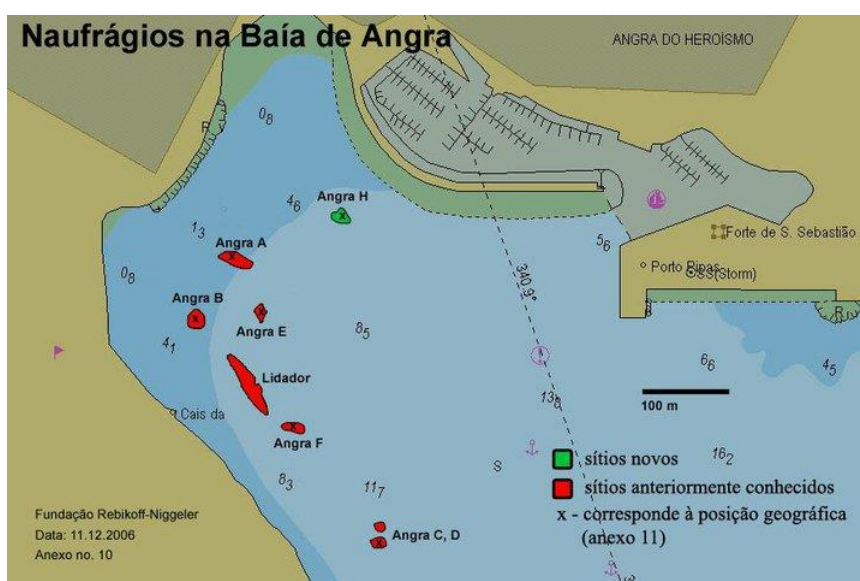 Naufrágios na Baía de Angra
ANGRA DO HEROÍSMO
R
0₈
4₆
Angra H
1₃
Angra A
5₆
Forte de S. Sebastião
0₈
340.9°
Porto Pipas
SS(Storm)
Angra B
Angra E
8₅
R
4₁
6₆
4₅
Lidador
13₈
100 m
Cais da
Angra F
S
16₂
8₃
11₇
sítios novos
sítios anteriormente conhecidos
x - corresponde à posição geográfica
(anexo 11)
Angra C, D
Fundação Rebikoff-Niggeler
Data: 11.12.2006
Anexo no. 10